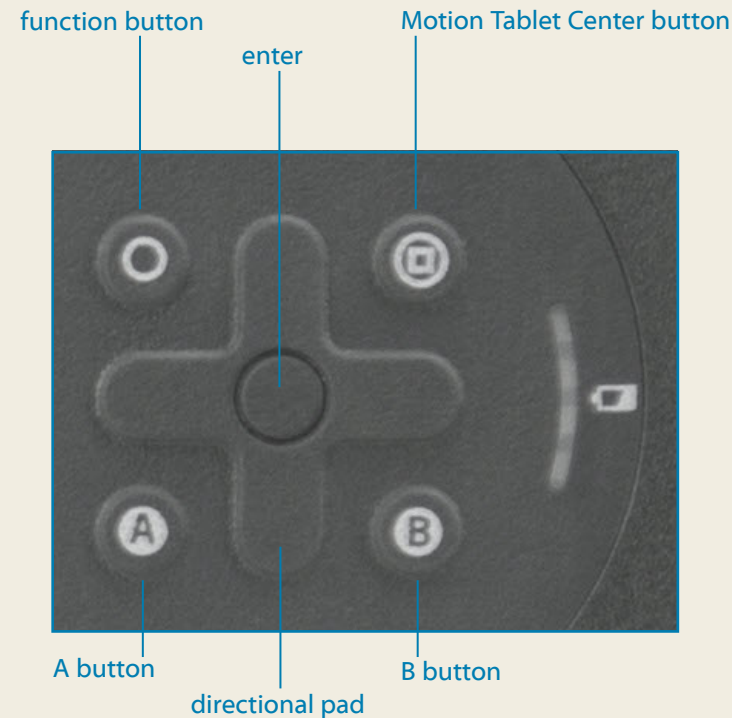 function button
Motion Tablet Center button
enter
A
B
A button
B button
directional pad